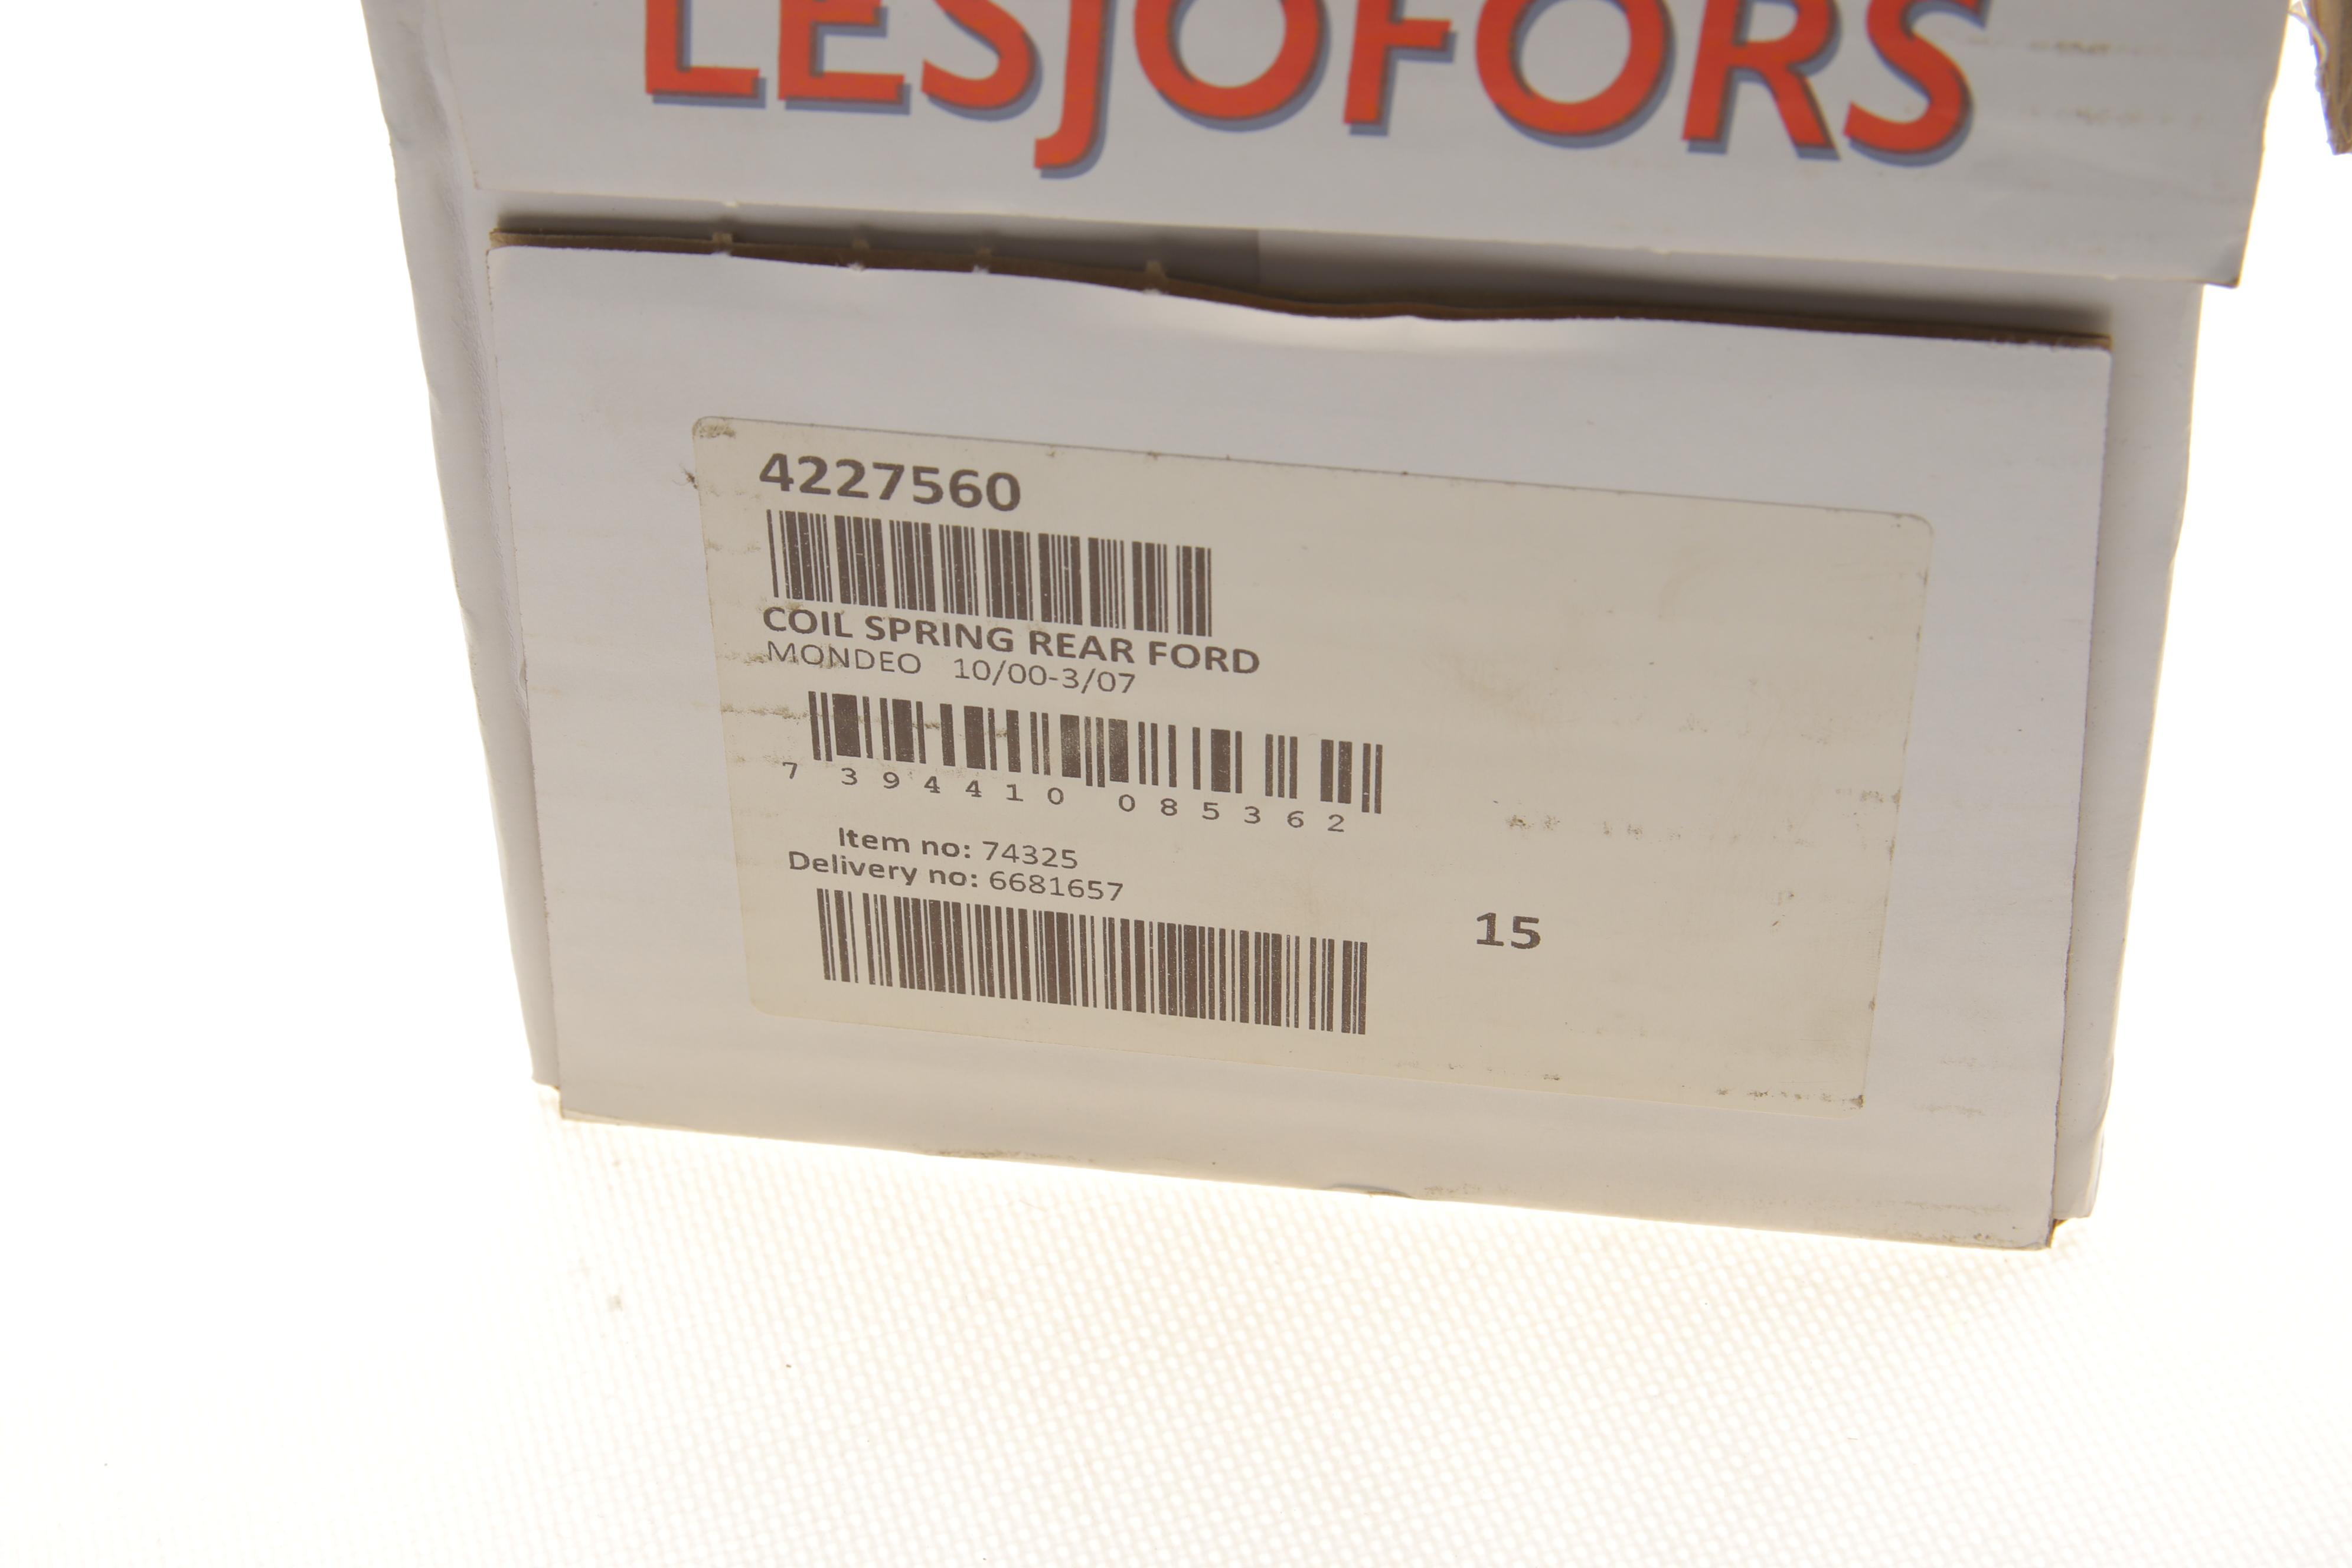 LESJOFORS
4227560
COIL SPRING REAR FORD
MONDEO 10/00-3/07
7 394410 085362
Item no: 74325
Delivery no: 6681657
15